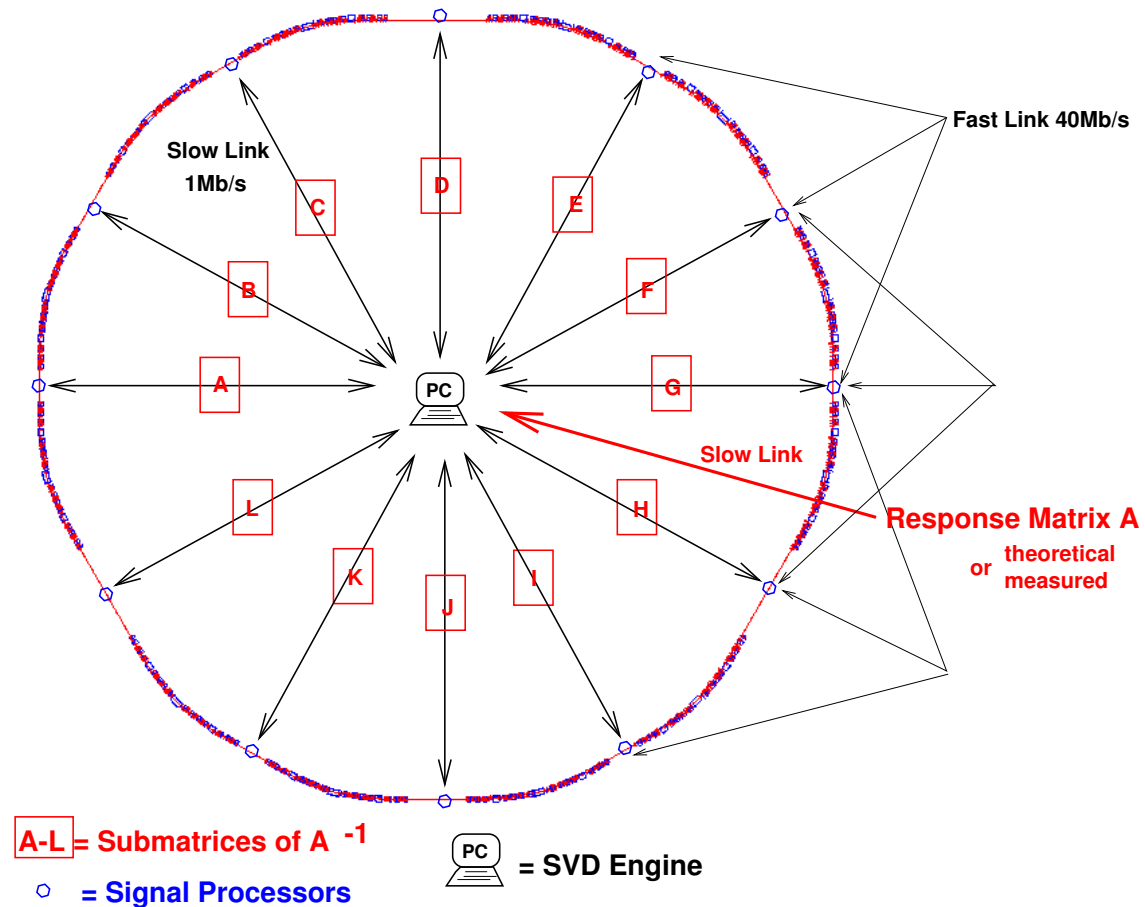 D
Fast Link 40Mb/s
Slow Link
1Mb/s
C
E
B
F
A
PC
G
Slow Link
L
H
Response Matrix A
or theoretical
measured
K
I
J
A-L = Submatrices of A -1
PC = SVD Engine
= Signal Processors